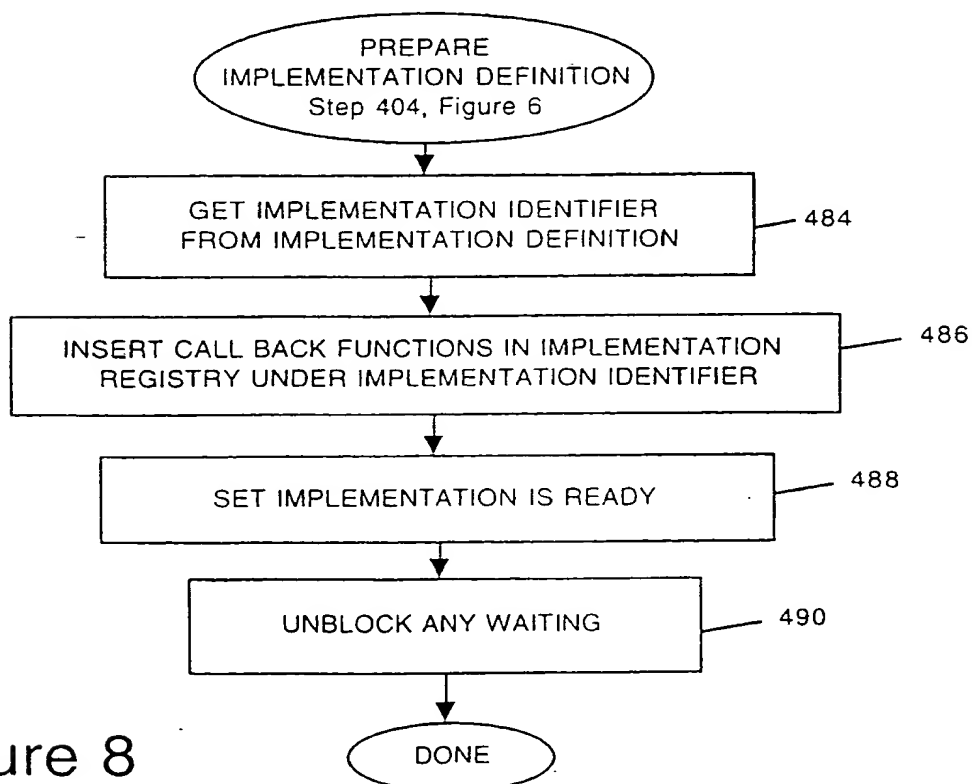 PREPARE
IMPLEMENTATION DEFINITION
Step 404, Figure 6
GET IMPLEMENTATION IDENTIFIER
FROM IMPLEMENTATION DEFINITION
484
INSERT CALL BACK FUNCTIONS IN IMPLEMENTATION
REGISTRY UNDER IMPLEMENTATION IDENTIFIER
486
SET IMPLEMENTATION IS READY
488
UNBLOCK ANY WAITING
490
DONE
ure 8